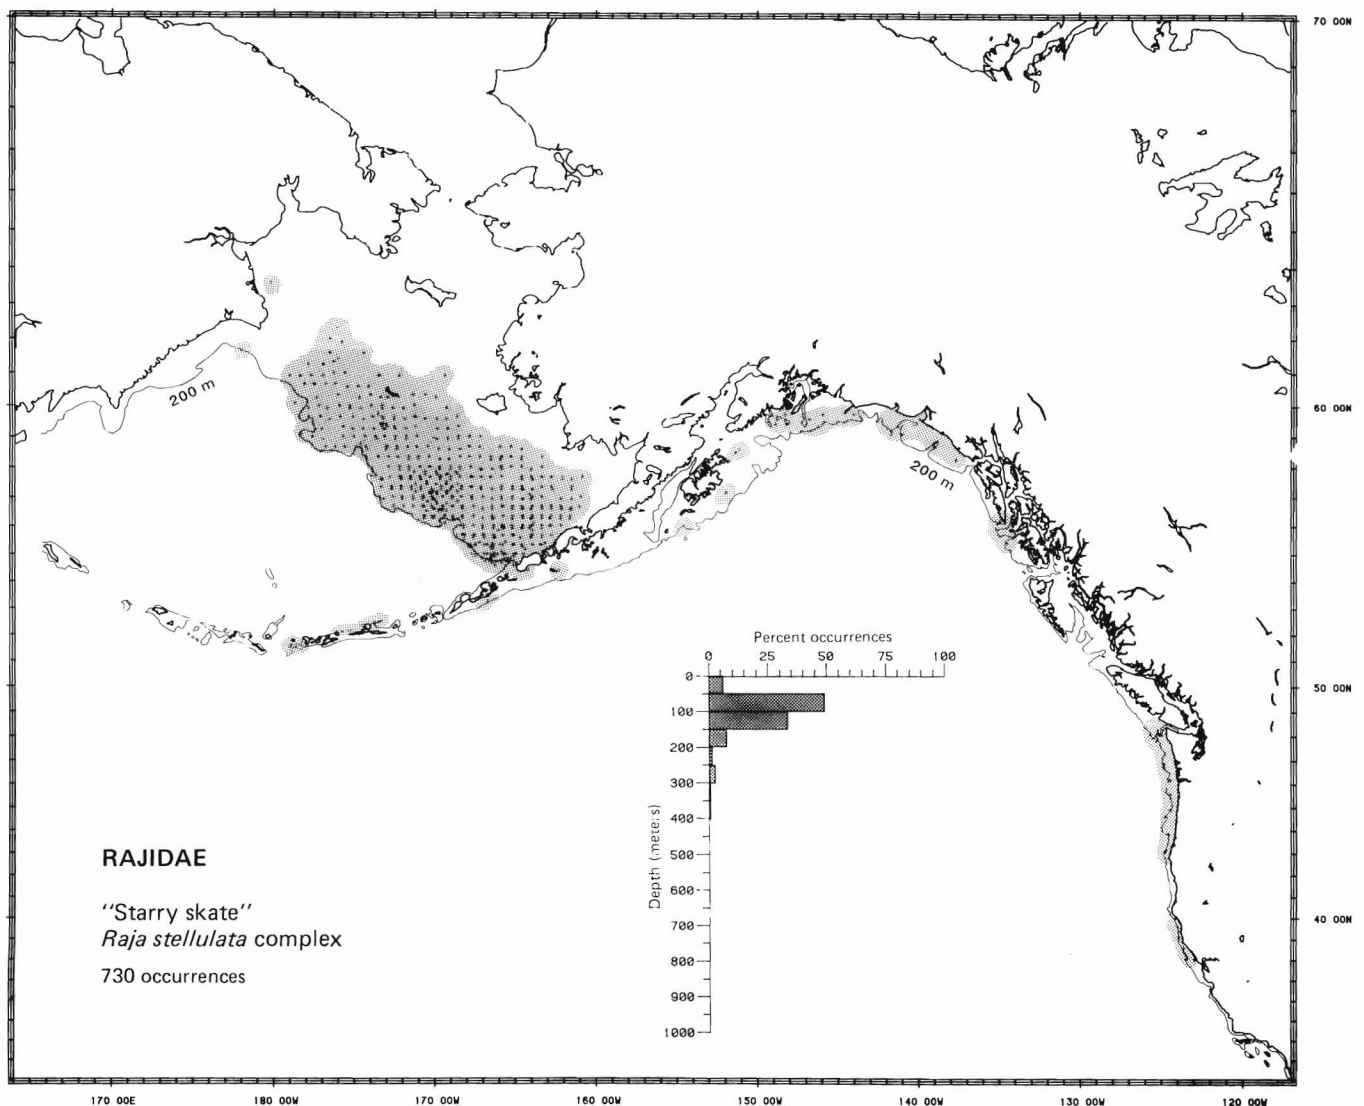 70 00N
200 m
60 00N
200 m
Percent occurrences
0 25 50 75 100
0
100
200
300
400
500
600
700
800
900
1000
Depth (meters)
50 00N
40 00N
RAJIDAE
"Starry skate"
Raja stellulata complex
730 occurrences
170 00E 180 00W 170 00W 160 00W 150 00W 140 00W 130 00W 120 00W